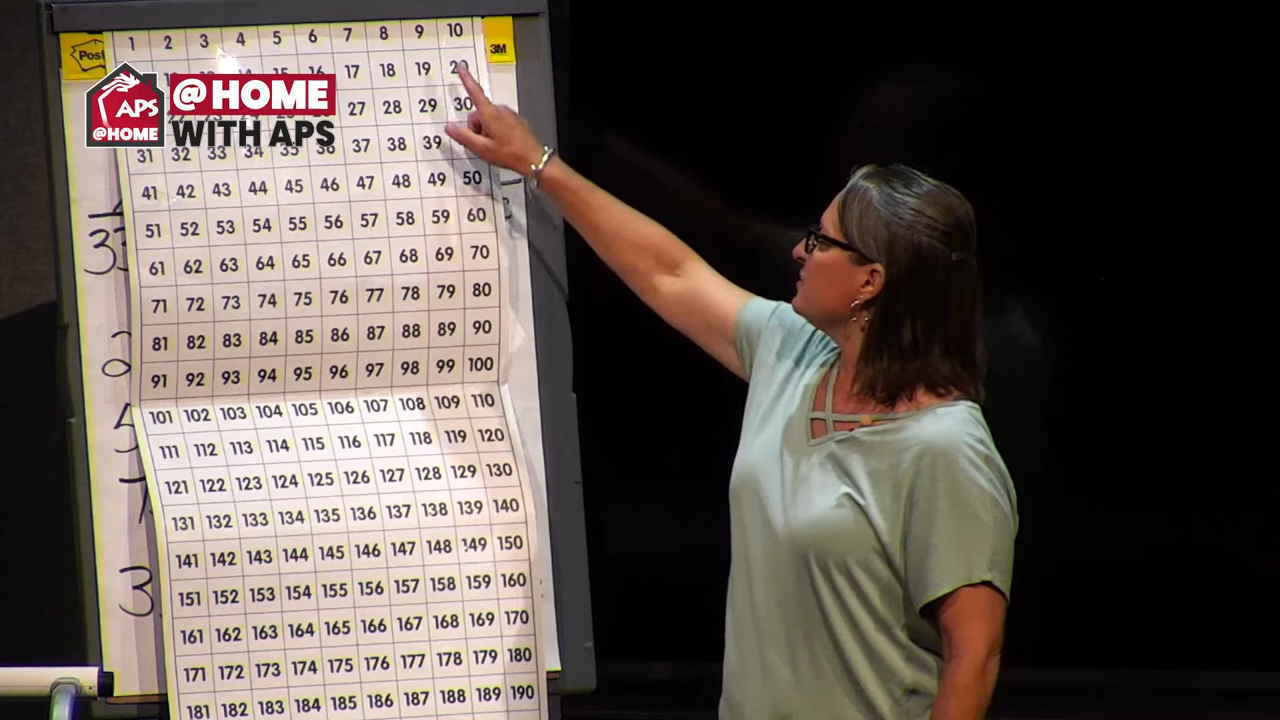 Post
3M
1 2 3 4 5 6 7 8 9 10
17 18 19 20
27 28 29 30
31 32 33 34 35 36 37 38 39
41 42 43 44 45 46 47 48 49 50
51 52 53 54 55 56 57 58 59 60
61 62 63 64 65 66 67 68 69 70
71 72 73 74 75 76 77 78 79 80
81 82 83 84 85 86 87 88 89 90
91 92 93 94 95 96 97 98 99 100
101 102 103 104 105 106 107 108 109 110
111 112 113 114 115 116 117 118 119 120
121 122 123 124 125 126 127 128 129 130
131 132 133 134 135 136 137 138 139 140
141 142 143 144 145 146 147 148 149 150
151 152 153 154 155 156 157 158 159 160
161 162 163 164 165 166 167 168 169 170
171 172 173 174 175 176 177 178 179 180
181 182 183 184 185 186 187 188 189 190
APS
@HOME
@HOME
WITH APS